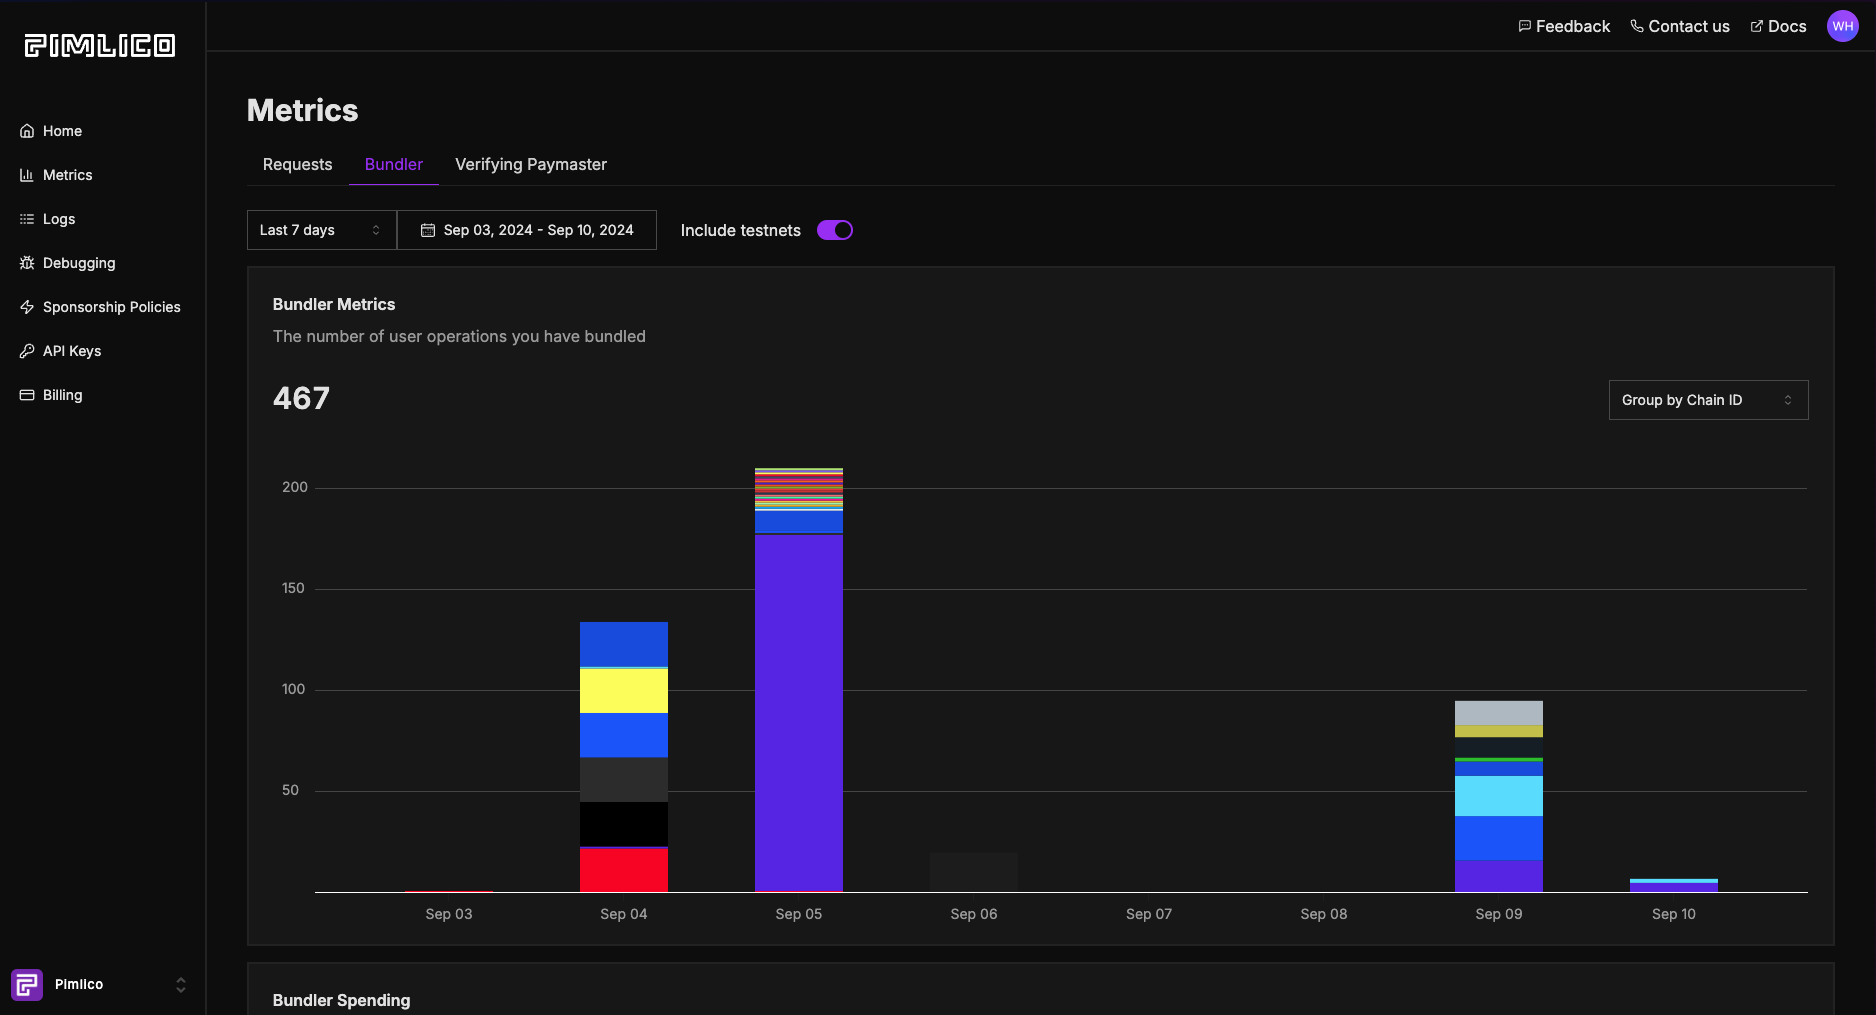 PIMLICO
Feedback
Contact us
Docs
WH
Home
Metrics
Logs
Debugging
Sponsorship Policies
API Keys
Billing
Metrics
Requests
Bundler
Verifying Paymaster
Last 7 days
Sep 03, 2024 - Sep 10, 2024
Include testnets
Bundler Metrics
The number of user operations you have bundled
467
Group by Chain ID
200
150
100
50
Sep 03
Sep 04
Sep 05
Sep 06
Sep 07
Sep 08
Sep 09
Sep 10
Bundler Spending
Pimlico